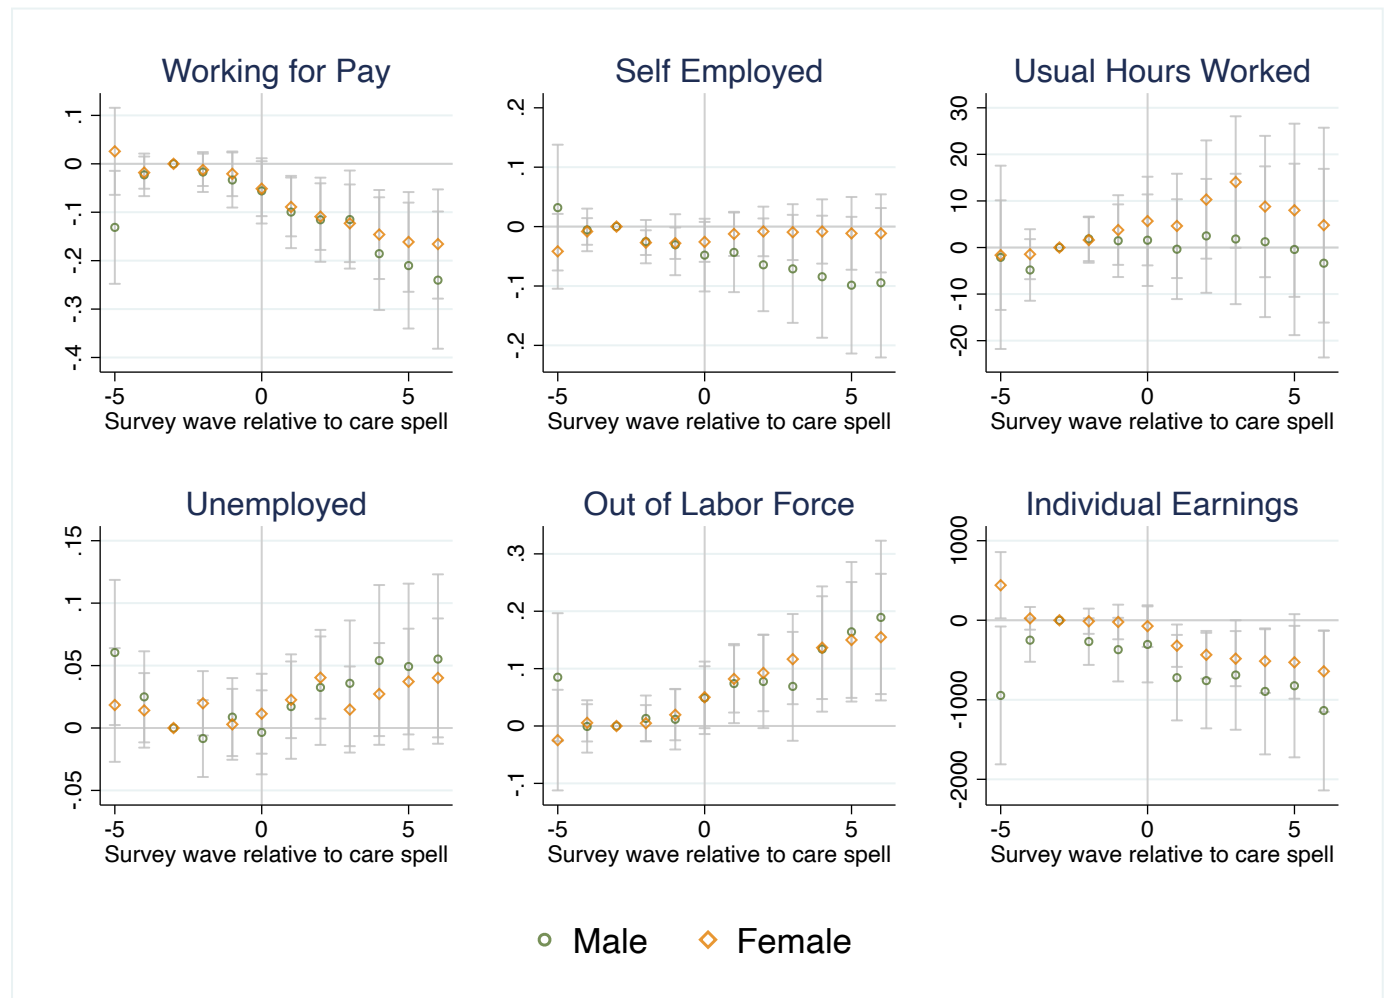 Working for Pay
.1
0
-.1
-.2
-.3
-.4
-5 0 5
Survey wave relative to care spell
Self Employed
.2
.1
0
-.1
-.2
-5 0 5
Survey wave relative to care spell
Usual Hours Worked
30
20
10
0
-10
-20
-5 0 5
Survey wave relative to care spell
Unemployed
.15
.1
.05
0
-.05
-5 0 5
Survey wave relative to care spell
Out of Labor Force
.3
.2
.1
0
-.1
-5 0 5
Survey wave relative to care spell
Individual Earnings
1000
0
-1000
-2000
-5 0 5
Survey wave relative to care spell
Male Female